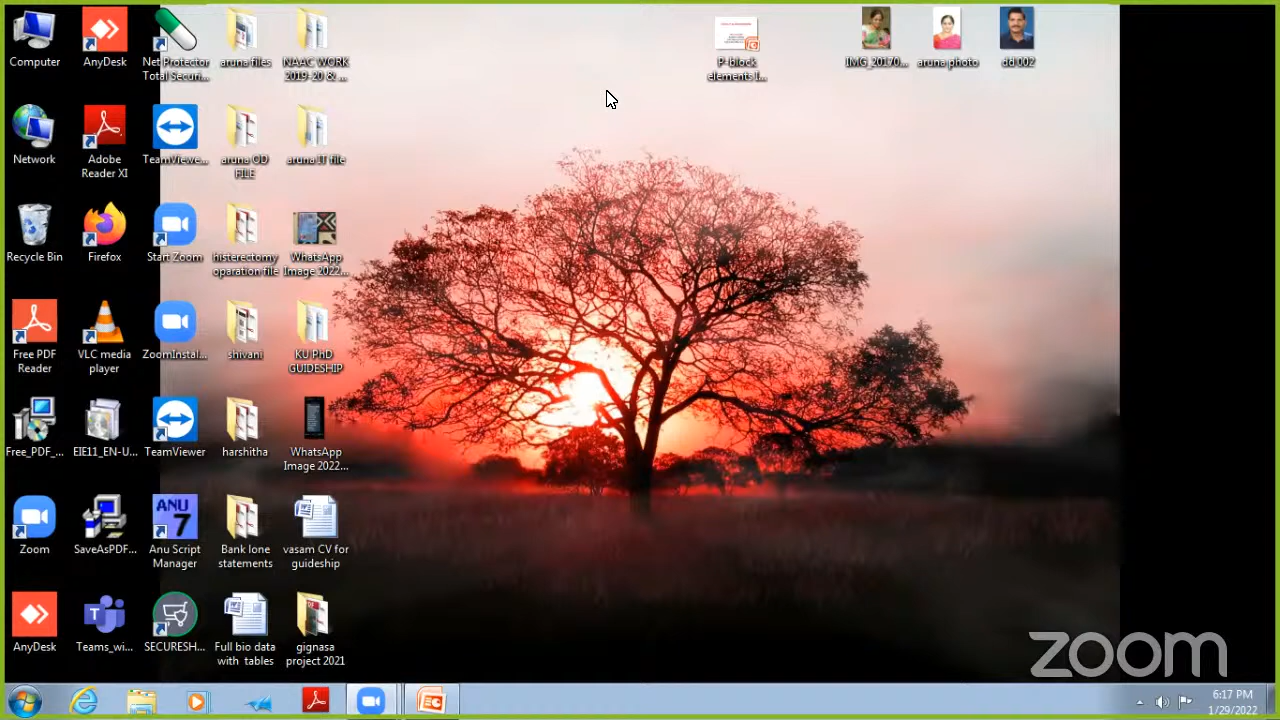 Computer
AnyDesk
Net Protector
Total Securi...
aruna files
NAAC WORK
2019-20 & ...
P-block
elements I...
IMG_20170...
aruna photo
dd.002
Network
Adobe
Reader XI
TeamViewe...
aruna OD
FILE
aruna IT file
Recycle Bin
Firefox
Start Zoom
histerectomy
oparation file
WhatsApp
Image 2022...
Free PDF
Reader
VLC media
player
ZoomInstal...
shivani
KU PhD
GUIDESHIP
Free_PDF_...
EIE11_EN-U...
TeamViewer
harshitha
WhatsApp
Image 2022...
Zoom
SaveAsPDF...
ANU
7
Anu Script
Manager
Bank lone
statements
vasam CV for
guideship
AnyDesk
Teams_wi...
SECURESH...
Full bio data
with tables
gignasa
project 2021
zoom
6:17 PM
1/29/2022